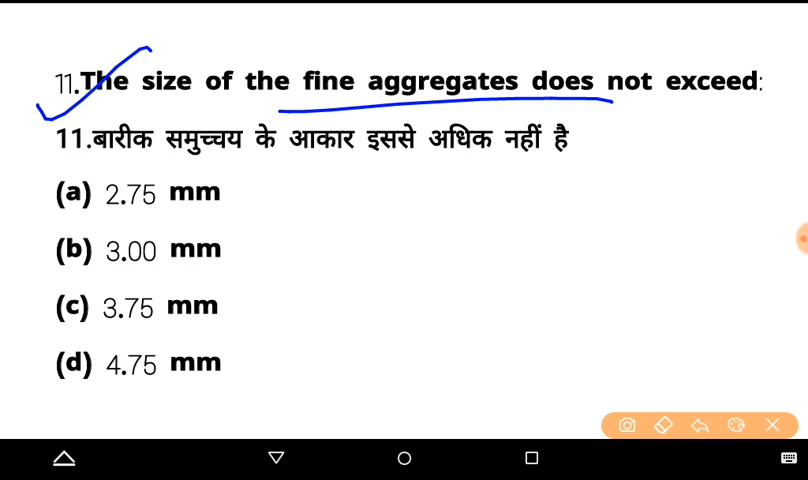 11.The size of the fine aggregates does not exceed:
11.बारीक समुच्चय के आकार इससे अधिक नहीं है
(a) 2.75 mm
(b) 3.00 mm
(c) 3.75 mm
(d) 4.75 mm